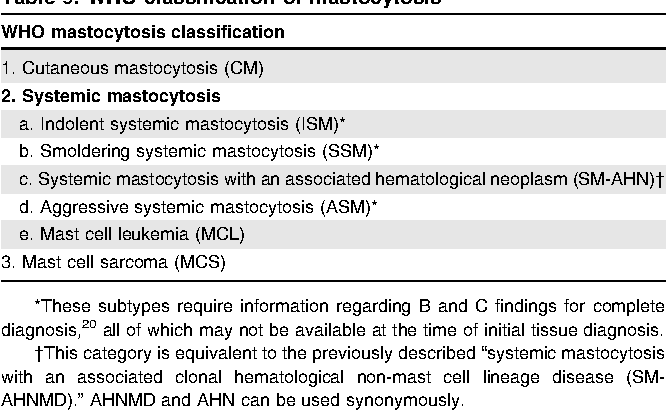 Table 9. WHO classification of mastocytosis
WHO mastocytosis classification
1. Cutaneous mastocytosis (CM)
2. Systemic mastocytosis
a. Indolent systemic mastocytosis (ISM)*
b. Smoldering systemic mastocytosis (SSM)*
c. Systemic mastocytosis with an associated hematological neoplasm (SM-AHN)†
d. Aggressive systemic mastocytosis (ASM)*
e. Mast cell leukemia (MCL)
3. Mast cell sarcoma (MCS)
*These subtypes require information regarding B and C findings for complete
diagnosis,20 all of which may not be available at the time of initial tissue diagnosis.
†This category is equivalent to the previously described “systemic mastocytosis
with an associated clonal hematological non-mast cell lineage disease (SM-
AHNMD).” AHNMD and AHN can be used synonymously.